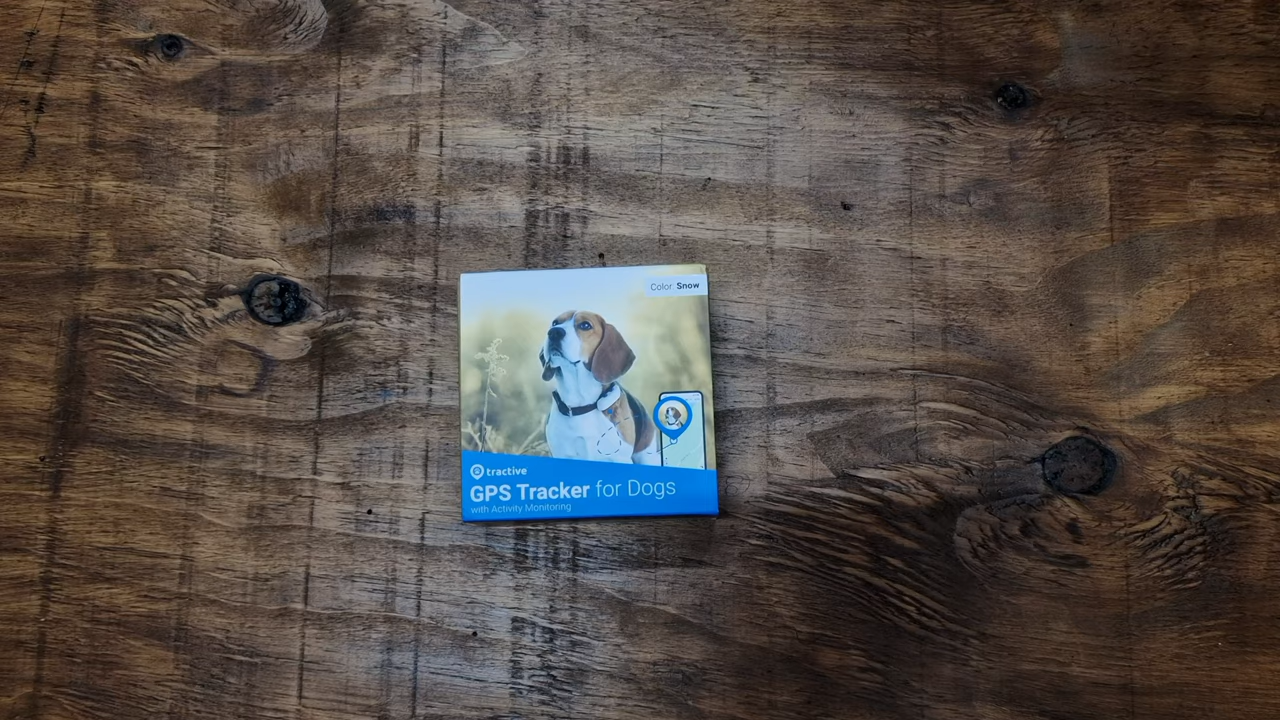 Color: Snow
tractive
GPS Tracker for Dogs
with Activity Monitoring